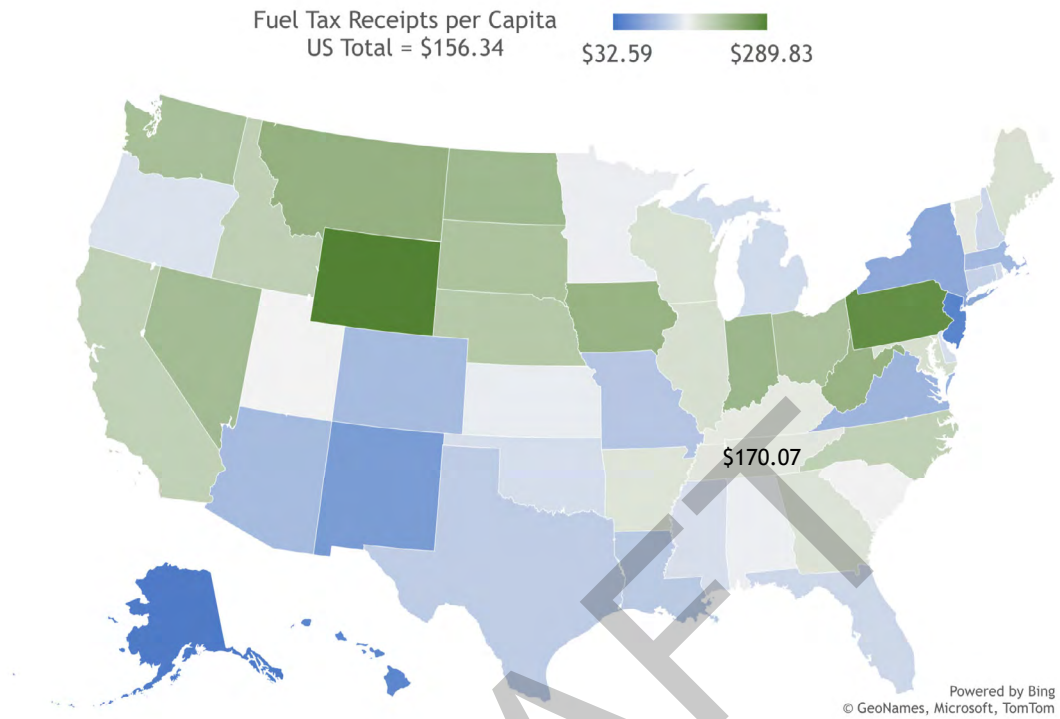 Fuel Tax Receipts per Capita
US Total = $156.34
$32.59 $289.83
$170.07
Powered by Bing
© GeoNames, Microsoft, TomTom